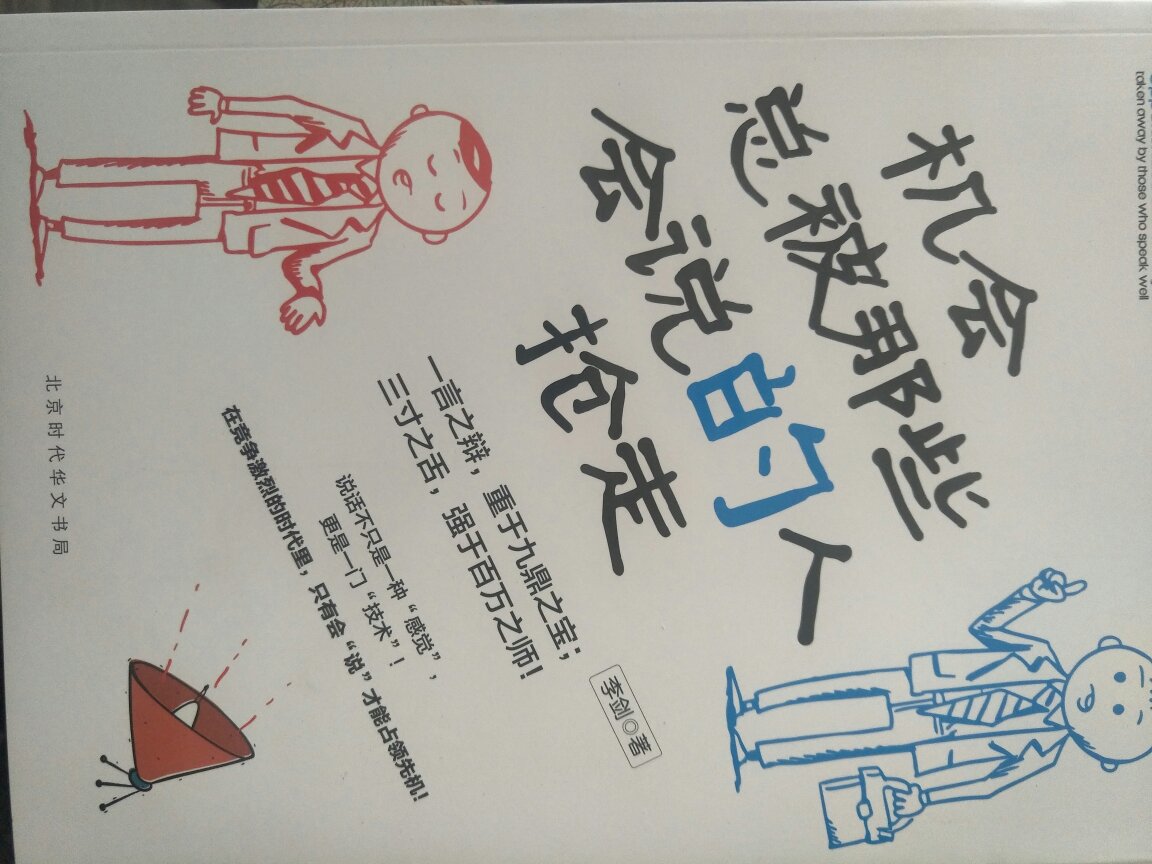 taken away by those who speak well
机会
总被那些
会说的人
抢走
李剑◎著
一言之辩，重于九鼎之宝；
三寸之舌，强于百万之师！
说话不只是一种“感觉”，
更是一门“技术”！
在竞争激烈的时代里，只有会“说”才能占领先机！
北京时代华文书局